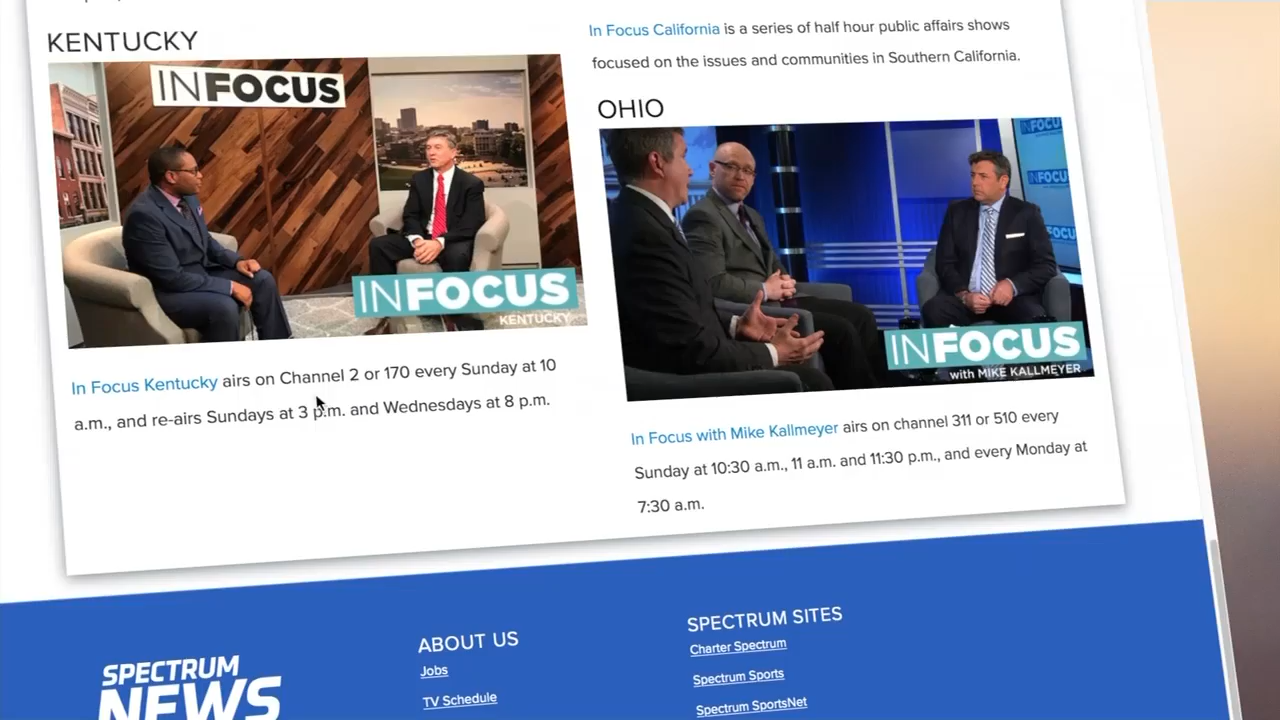 KENTUCKY
INFOCUS
INFOCUS
KENTUCKY
In Focus Kentucky airs on Channel 2 or 170 every Sunday at 10
a.m., and re-airs Sundays at 3 p.m. and Wednesdays at 8 p.m.
In Focus California is a series of half hour public affairs shows
focused on the issues and communities in Southern California.
OHIO
INFOCUS
INFOCUS
FOCUS
INFOCUS
with MIKE KALLMEYER
In Focus with Mike Kallmeyer airs on channel 311 or 510 every
Sunday at 10:30 a.m., 11 a.m. and 11:30 p.m., and every Monday at
7:30 a.m.
SPECTRUM
NEWS
ABOUT US
Jobs
TV Schedule
SPECTRUM SITES
Charter Spectrum
Spectrum Sports
Spectrum SportsNet